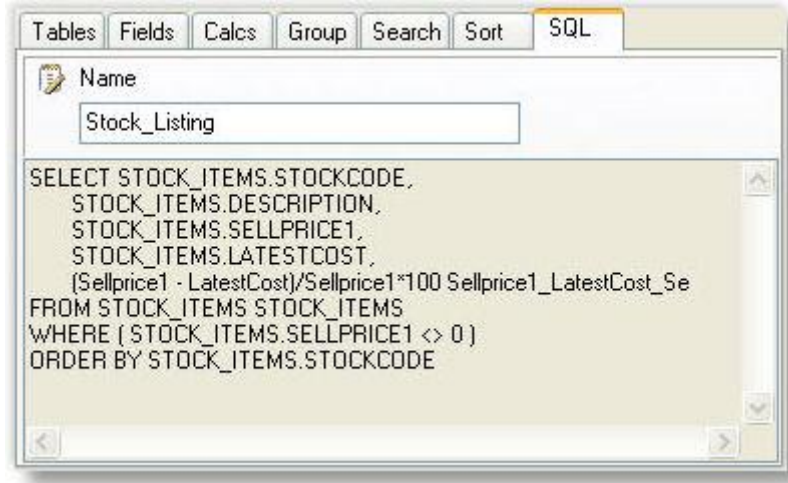 Tables Fields Calcs Group Search Sort SQL
Name
Stock_Listing
SELECT STOCK_ITEMS.STOCKCODE,
STOCK_ITEMS.DESCRIPTION,
STOCK_ITEMS.SELLPRICE1,
STOCK_ITEMS.LATESTCOST,
(Sellprice1 - LatestCost)/Sellprice1*100 Sellprice1_LatestCost_Se
FROM STOCK_ITEMS STOCK_ITEMS
WHERE ( STOCK_ITEMS.SELLPRICE1 <> 0 )
ORDER BY STOCK_ITEMS.STOCKCODE